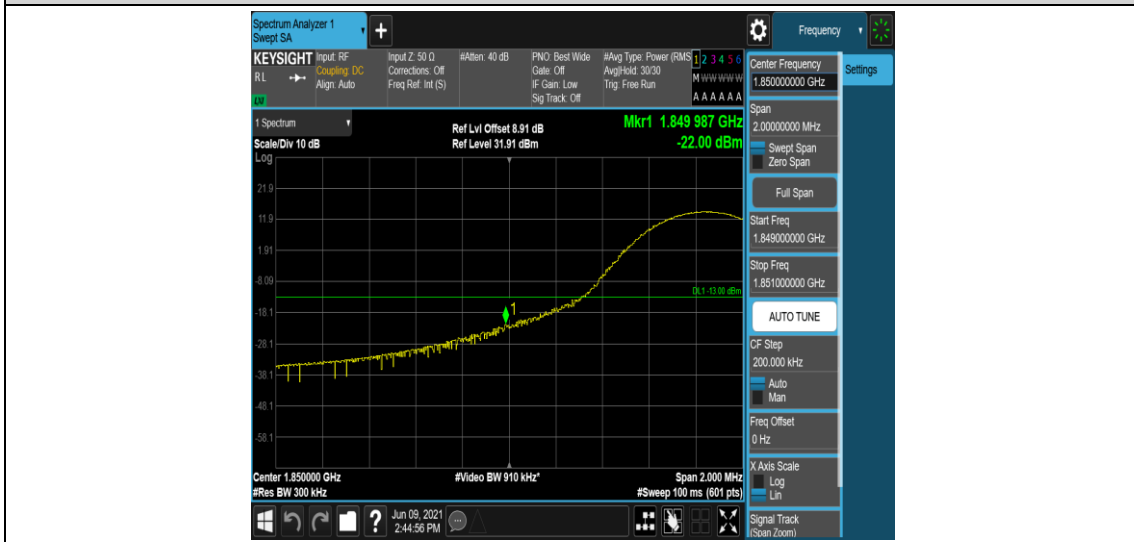 Spectrum Analyzer 1
Swept SA
+
Frequency
KEYSIGHT
RL
LXI
Input: RF
Coupling: DC
Align: Auto
Input Z: 50 Ω
Corrections: Off
Freq Ref: Int (S)
#Atten: 40 dB
PNO: Best Wide
Gate: Off
IF Gain: Low
Sig Track: Off
#Avg Type: Power (RMS
Avg|Hold: 30/30
Trig: Free Run
1 2 3 4 5 6
M W W W W W
A A A A A A
1 Spectrum
Scale/Div 10 dB
Log
Ref Lvl Offset 8.91 dB
Ref Level 31.91 dBm
Mkr1 1.849 987 GHz
-22.00 dBm
21.9
11.9
1.91
-8.09
DL1 -13.00 dBm
-18.1
1
-28.1
-38.1
-48.1
-58.1
Center 1.850000 GHz
#Res BW 300 kHz
#Video BW 910 kHz*
Span 2.000 MHz
#Sweep 100 ms (601 pts)
Center Frequency
1.850000000 GHz
Settings
Span
2.00000000 MHz
Swept Span
Zero Span
Full Span
Start Freq
1.849000000 GHz
Stop Freq
1.851000000 GHz
AUTO TUNE
CF Step
200.000 kHz
Auto
Man
Freq Offset
0 Hz
X Axis Scale
Log
Lin
Signal Track
(Span Zoom)
?
Jun 09, 2021
2:44:56 PM